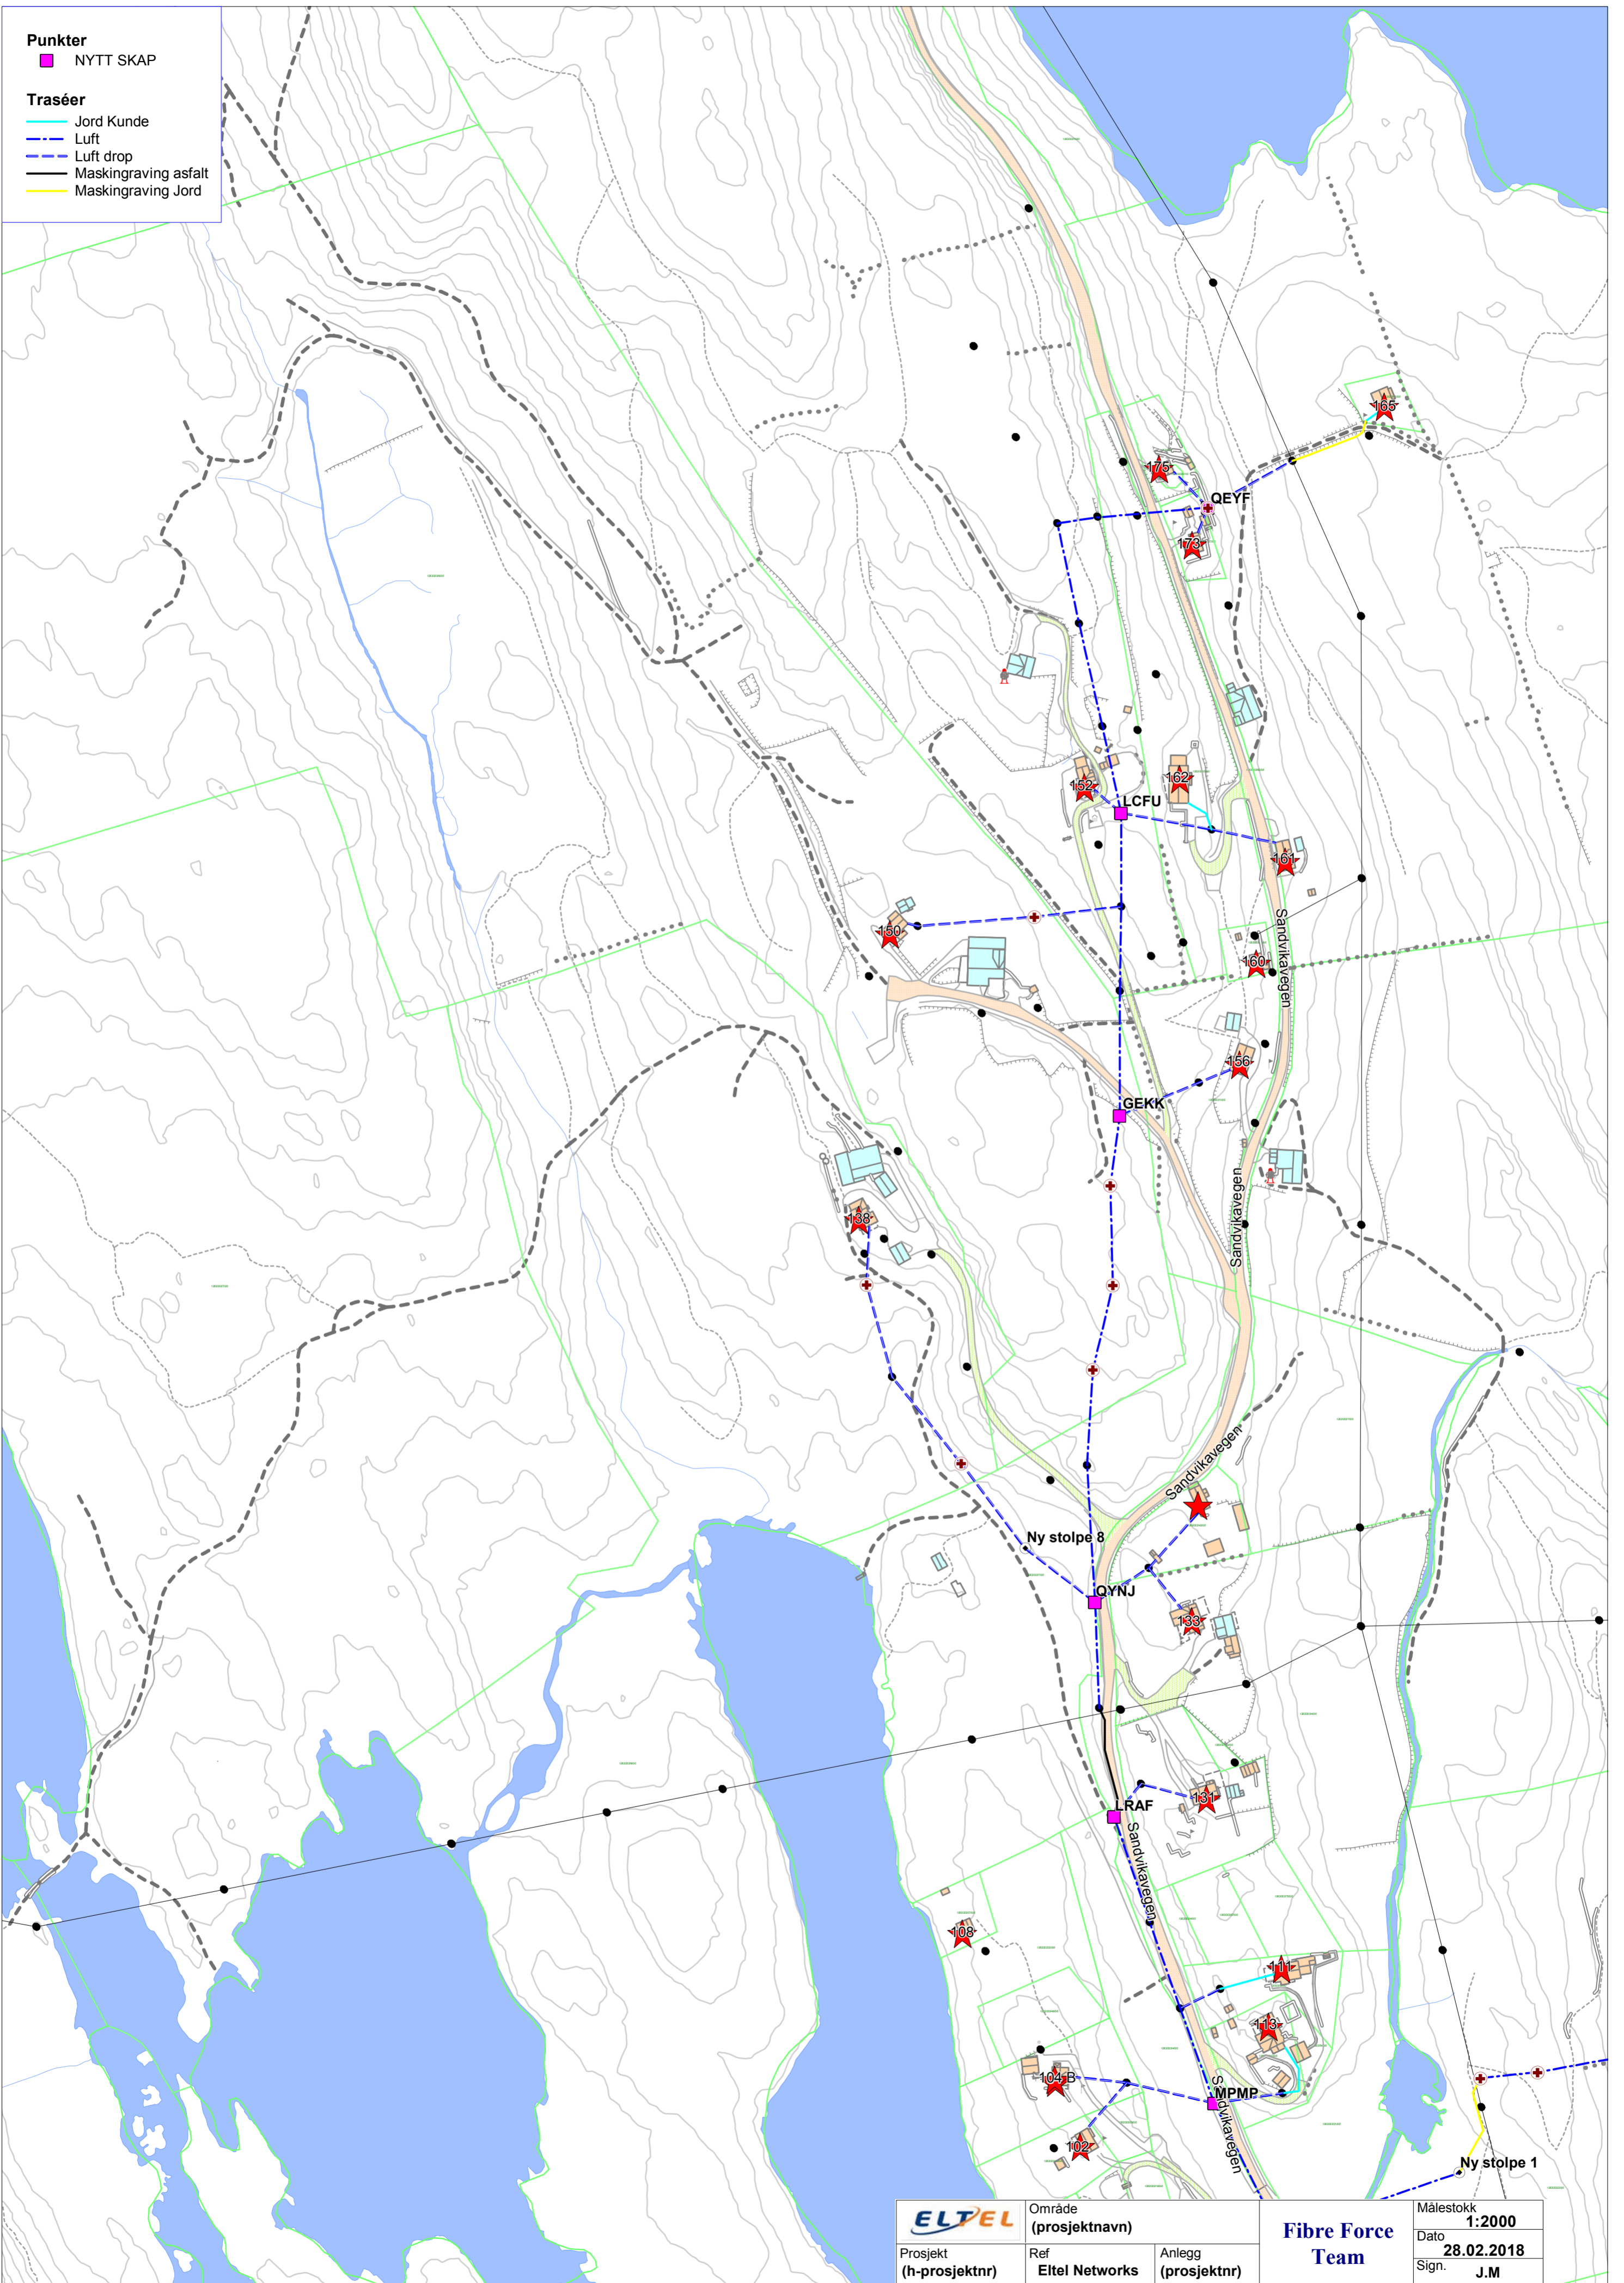 Punkter
NYTT SKAP
Traséer
Jord Kunde
Luft
Luft drop
Maskingraving asfalt
Maskingraving Jord
165
175
QEYF
173
152
162
LCFU
161
150
Sandvikavegen
160
156
GEKK
Sandvikavegen
138
Sandvikavegen
Ny stolpe 8
QYNJ
133
131
LRAF
Sandvikavegen
108
111
113
104 B
MPMP
Sandvikavegen
102
Ny stolpe 1
ELTEL
Område
(prosjektnavn)
Prosjekt
(h-prosjektnr)
Ref
Eltel Networks
Anlegg
(prosjektnr)
Fibre Force
Team
Målestokk
1:2000
Dato
28.02.2018
Sign.
J.M